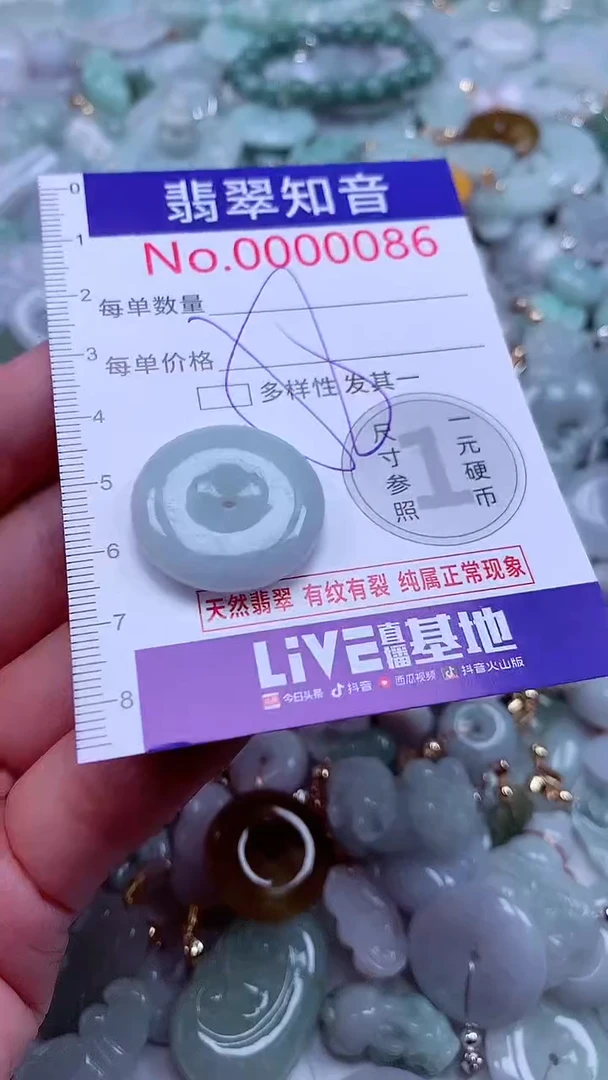 翡翠知音
No.0000086
每单数量
每单价格
多样性 发其一
尺寸参照
1
一元硬币
天然翡翠 有纹有裂 纯属正常现象
LiVE直播基地
今日头条 抖音 西瓜视频 抖音火山版
0
1
2
3
4
5
6
7
8